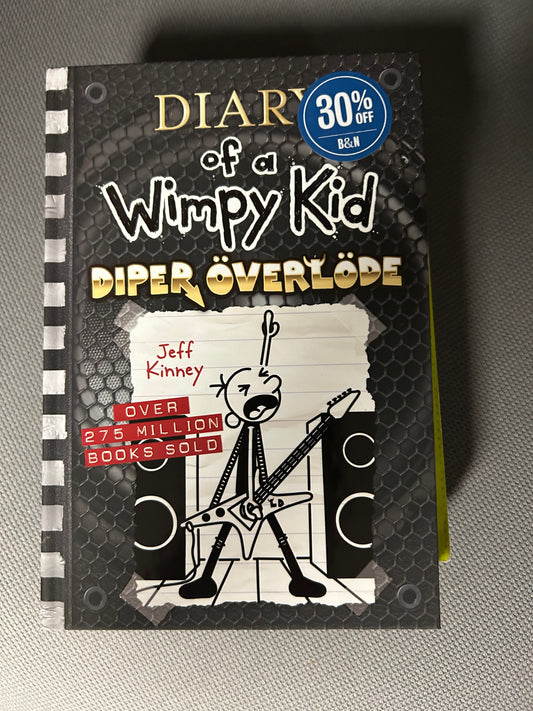 DIARY
30%
OFF
B&N
of a
Wimpy Kid
DIPER ÖVERLÖDE
Jeff
Kinney
OVER
275 MILLION
BOOKS SOLD